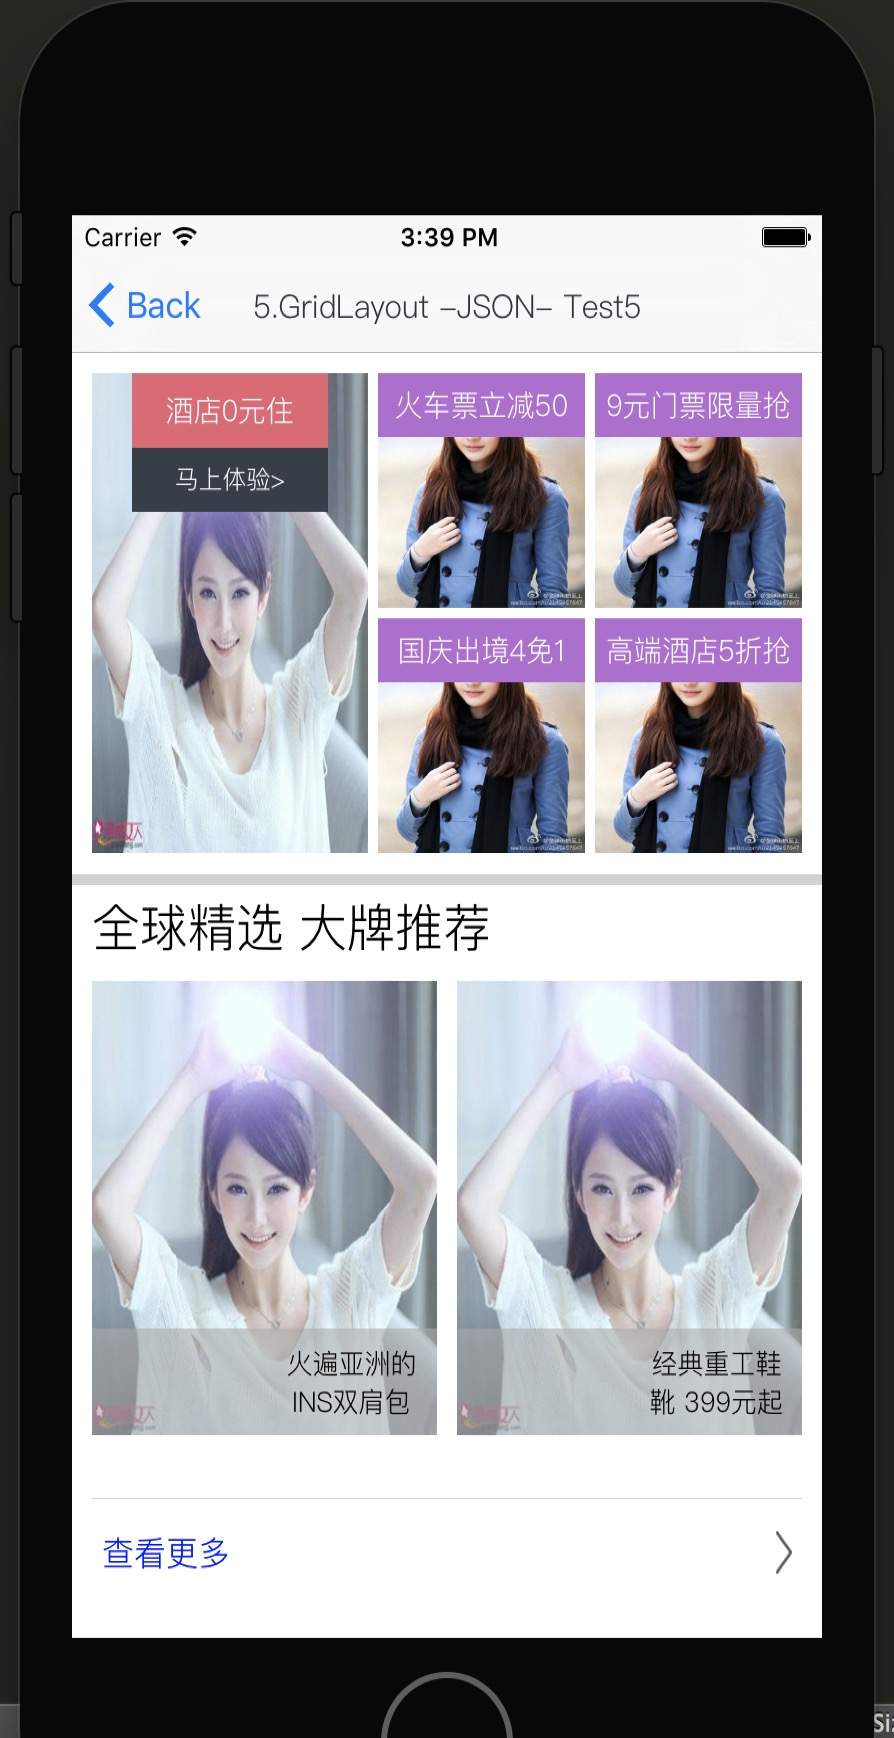 Carrier
3:39 PM
Back
5.GridLayout -JSON- Test5
酒店0元住
马上体验>
火车票立减50
9元门票限量抢
国庆出境4免1
高端酒店5折抢
全球精选 大牌推荐
火遍亚洲的
INS双肩包
经典重工鞋
靴 399元起
查看更多